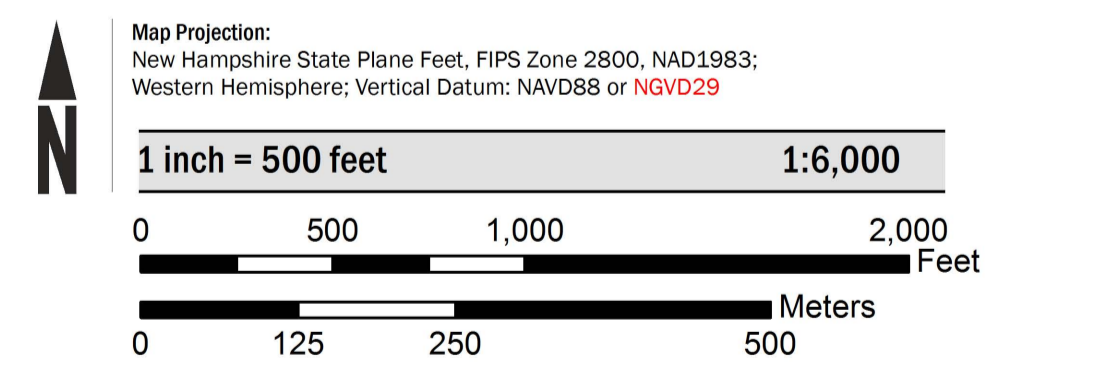 N
Map Projection:
New Hampshire State Plane Feet, FIPS Zone 2800, NAD1983;
Western Hemisphere; Vertical Datum: NAVD88 or NGVD29
1 inch = 500 feet 1:6,000
0 500 1,000 2,000
Feet
Meters
0 125 250 500